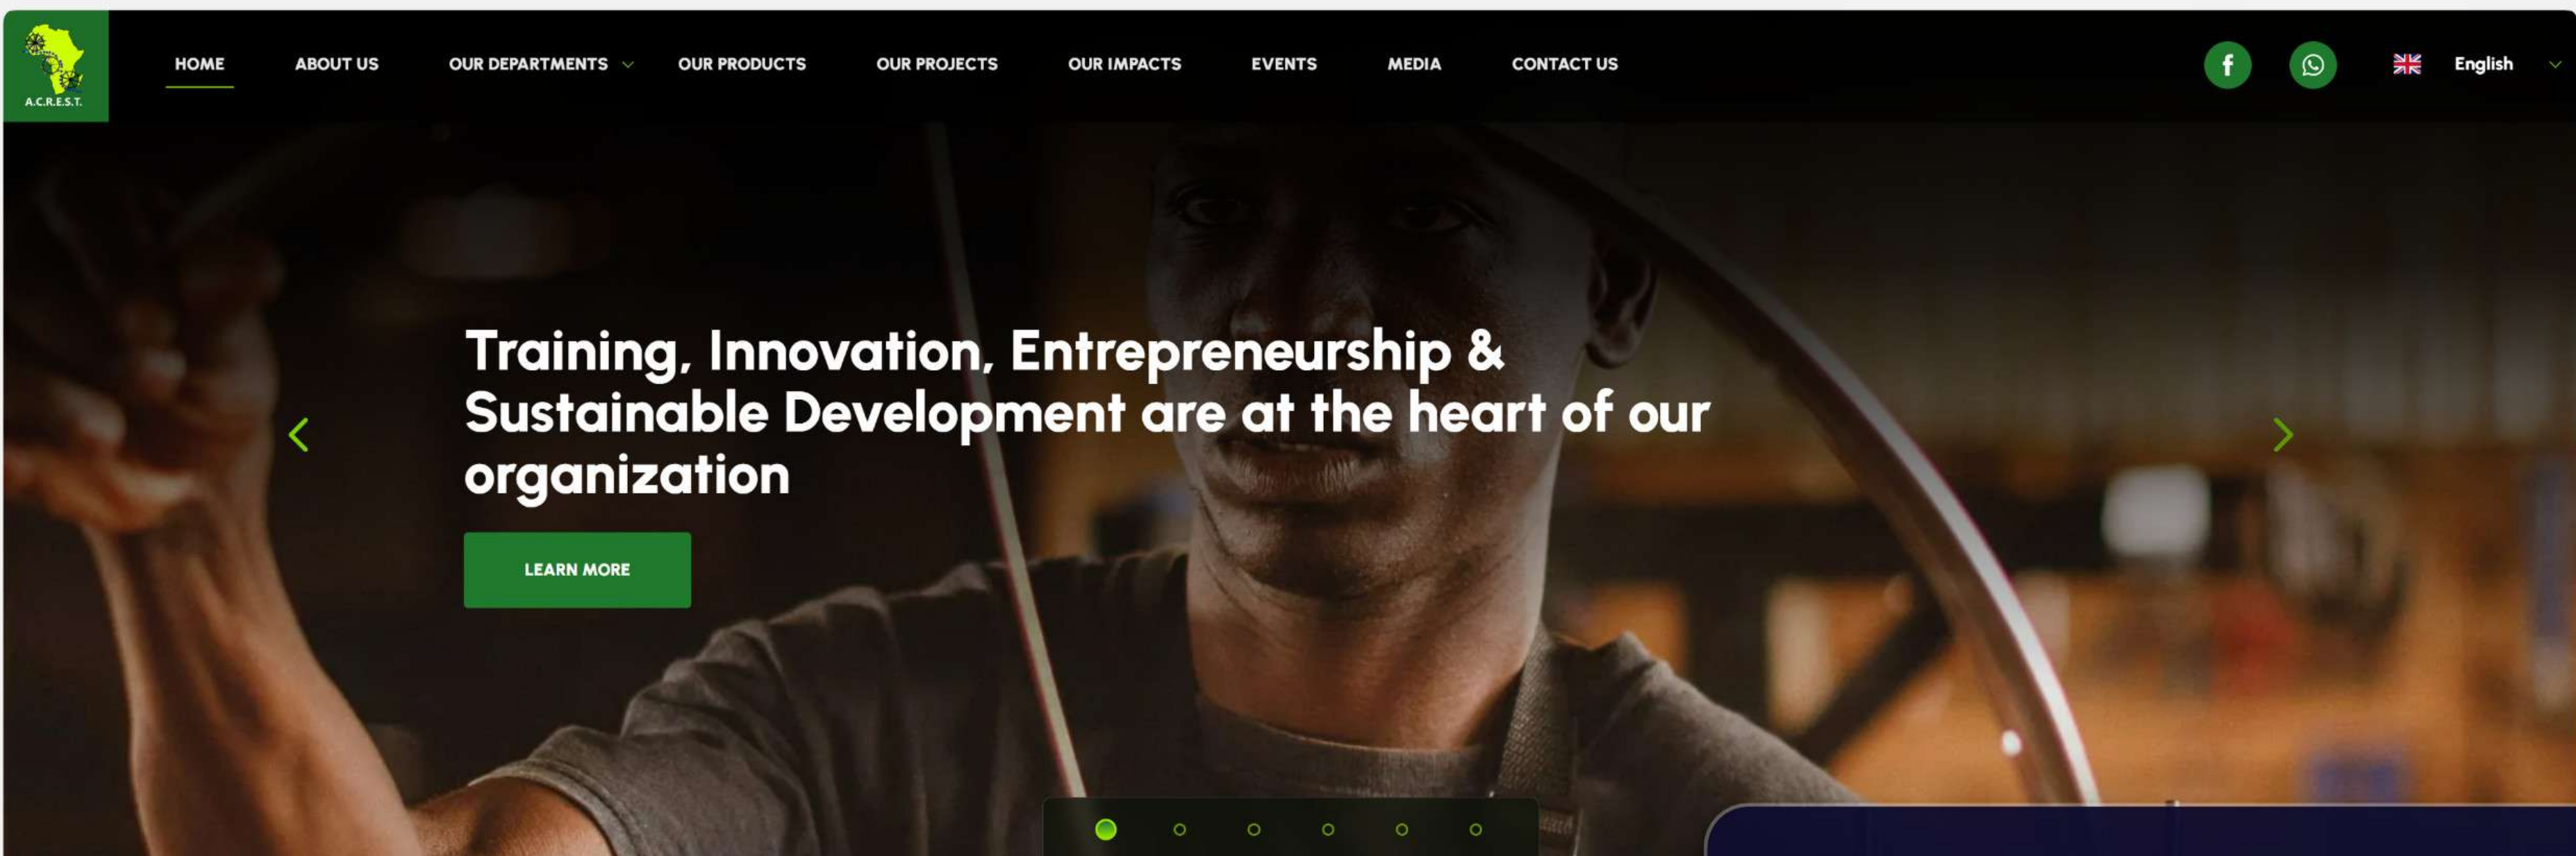 A.C.R.E.S.T.
HOME
ABOUT US
OUR DEPARTMENTS
OUR PRODUCTS
OUR PROJECTS
OUR IMPACTS
EVENTS
MEDIA
CONTACT US
English
Training, Innovation, Entrepreneurship &
Sustainable Development are at the heart of our
organization
LEARN MORE